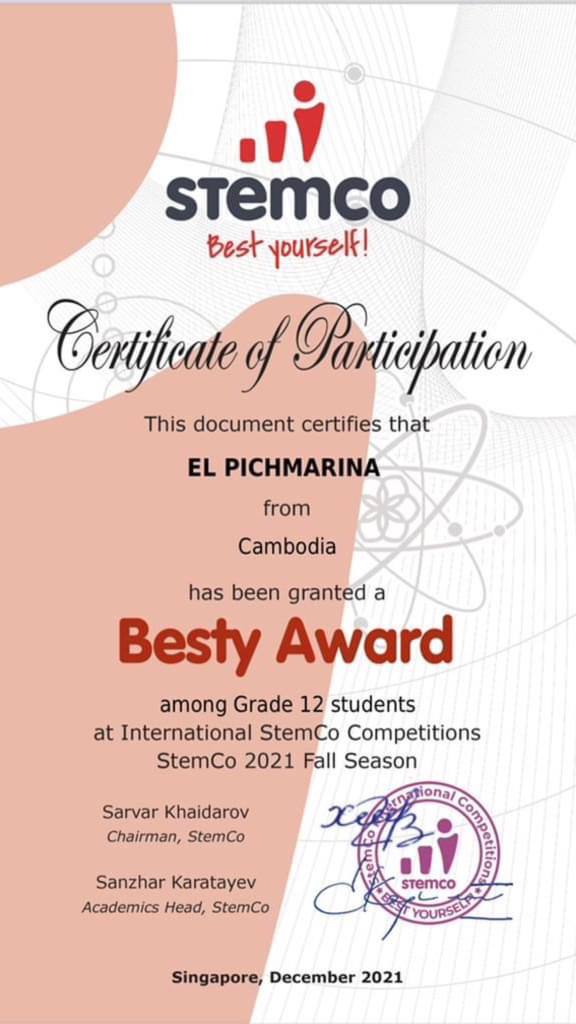 stemco
Best yourself!
Certificate of Participation
This document certifies that
EL PICHMARINA
from
Cambodia
has been granted a
Besty Award
among Grade 12 students
at International StemCo Competitions
StemCo 2021 Fall Season
Sarvar Khaidarov
Chairman, StemCo
Sanzhar Karatayev
Academics Head, StemCo
StemCo International Competitions
stemco
BEST YOURSELF!
Singapore, December 2021